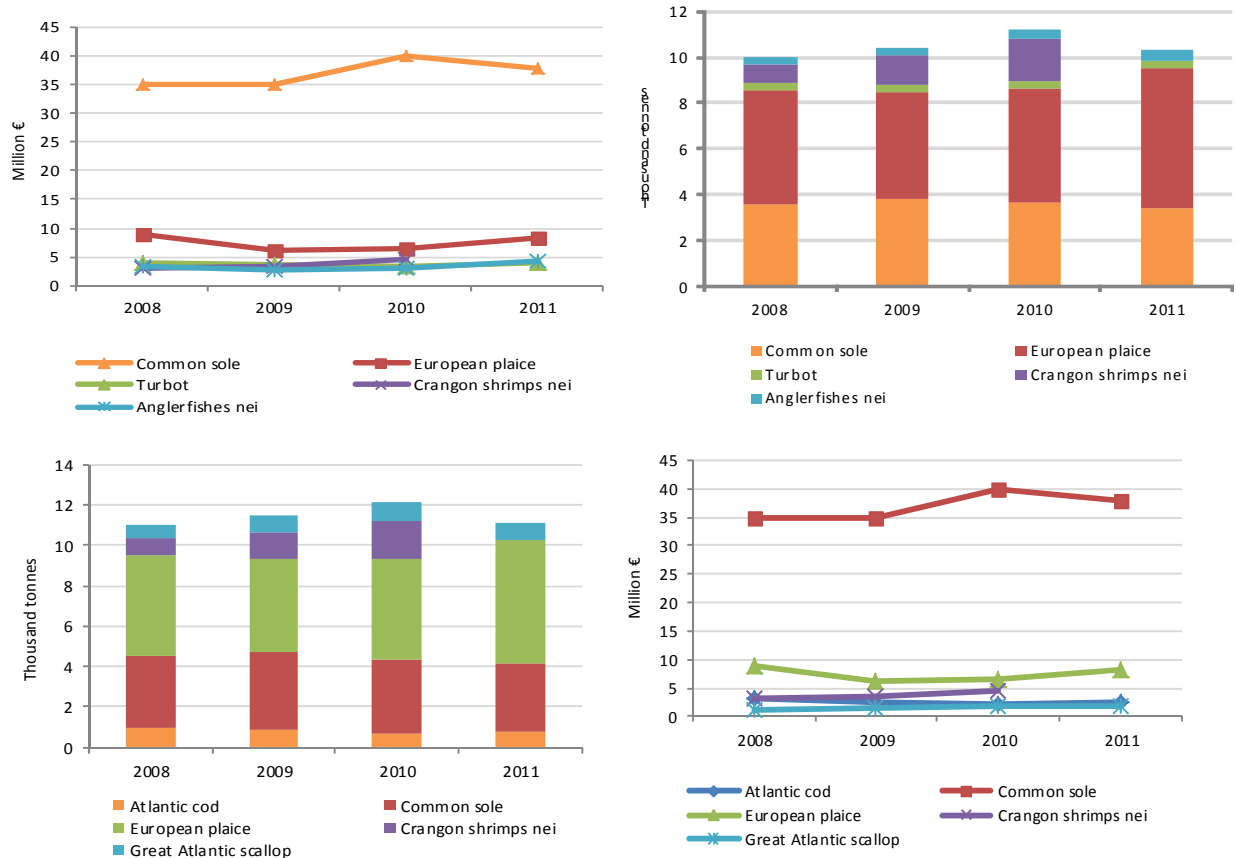 45
40
35
30
25
20
15
10
5
0
Million €
2008 2009 2010 2011
Common sole European plaice
Turbot Crangon shrimps nei
Anglerfishes nei
12
10
8
6
4
2
0
Thousand tonnes
2008 2009 2010 2011
Common sole European plaice
Turbot Crangon shrimps nei
Anglerfishes nei
14
12
10
8
6
4
2
0
Thousand tonnes
2008 2009 2010 2011
Atlantic cod Common sole
European plaice Crangon shrimps nei
Great Atlantic scallop
45
40
35
30
25
20
15
10
5
0
Million €
2008 2009 2010 2011
Atlantic cod Common sole
European plaice Crangon shrimps nei
Great Atlantic scallop